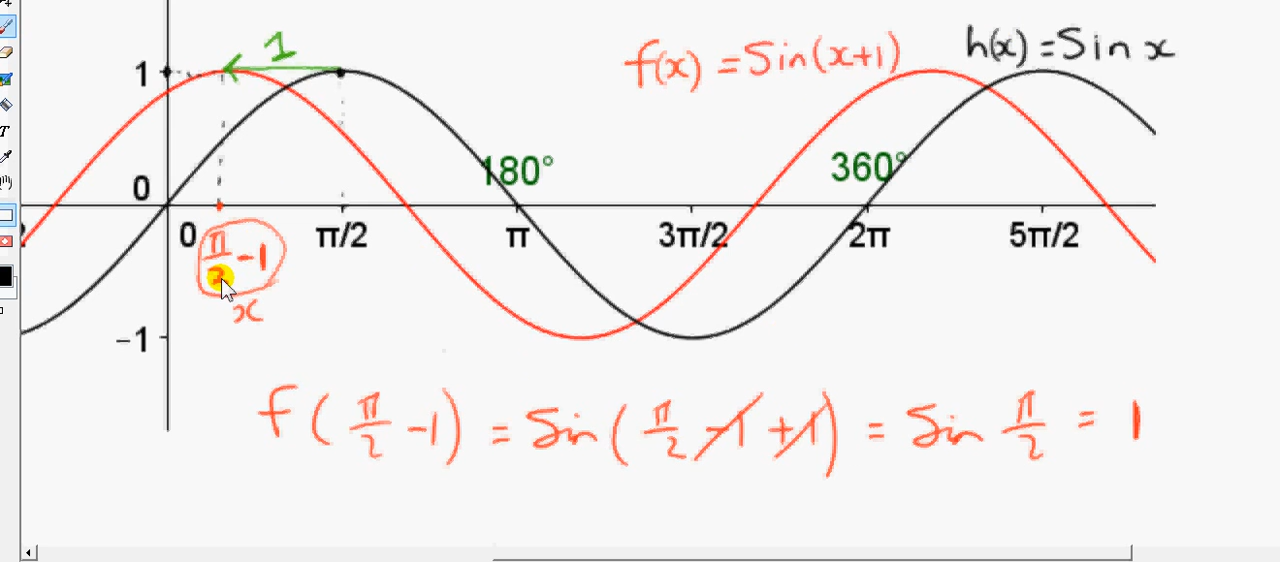 1
f(x) = Sin(x+1)
h(x) = Sin x
1
180°
360°
0
0
π/2
π
3π/2
2π
5π/2
π/2 -1
x
-1
f(π/2 -1) = Sin(π/2 -1 +1) = Sin π/2 = 1
T